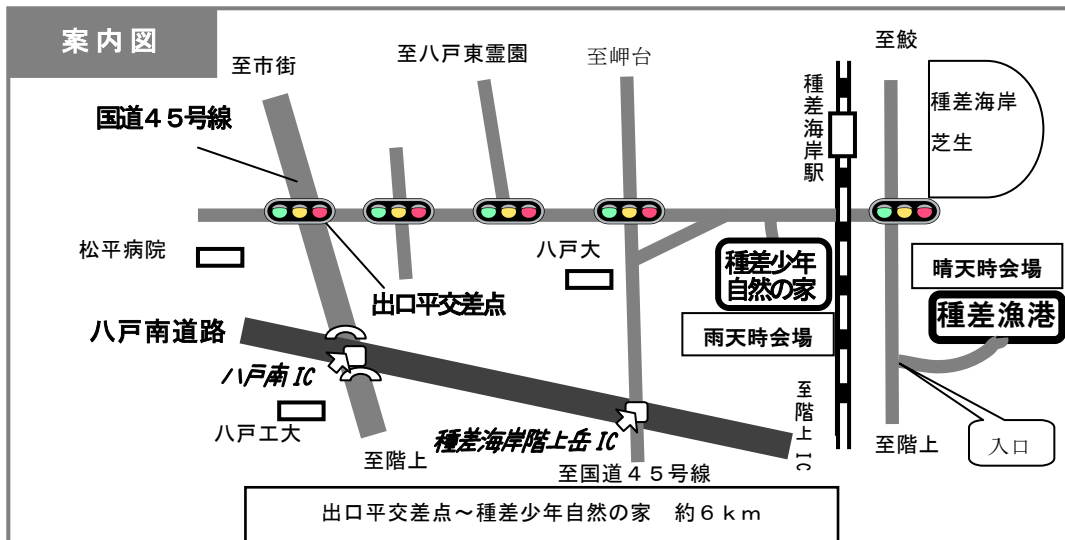 案内図
至市街
至八戸東霊園
至岬台
至鮫
国道４５号線
種差海岸駅
種差海岸
芝生
松平病院
八戸大
出口平交差点
種差少年
自然の家
晴天時会場
種差漁港
八戸南道路
雨天時会場
八戸南IC
八戸工大
種差海岸階上岳IC
至階上IC
至階上
至階上
入口
至国道４５号線
出口平交差点～種差少年自然の家　約６ｋｍ